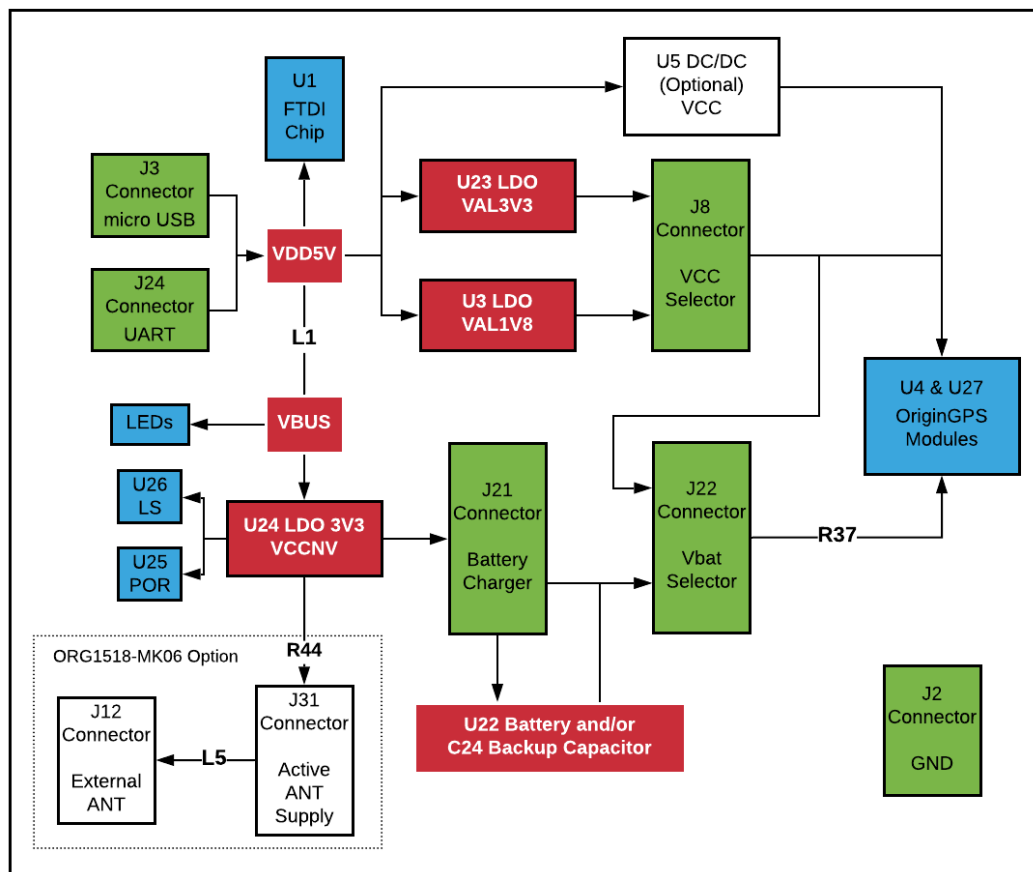 U1
FTDI
Chip
U5 DC/DC
(Optional)
VCC
J3
Connector
micro USB
U23 LDO
VAL3V3
J8
Connector
VCC
Selector
VDD5V
J24
Connector
UART
U3 LDO
VAL1V8
L1
U4 & U27
OriginGPS
Modules
LEDs
VBUS
U26
LS
U25
POR
U24 LDO 3V3
VCCNV
J21
Connector
Battery
Charger
J22
Connector
Vbat
Selector
R37
R44
ORG1518-MK06 Option
J12
Connector
External
ANT
L5
J31
Connector
Active
ANT
Supply
U22 Battery and/or
C24 Backup Capacitor
J2
Connector
GND